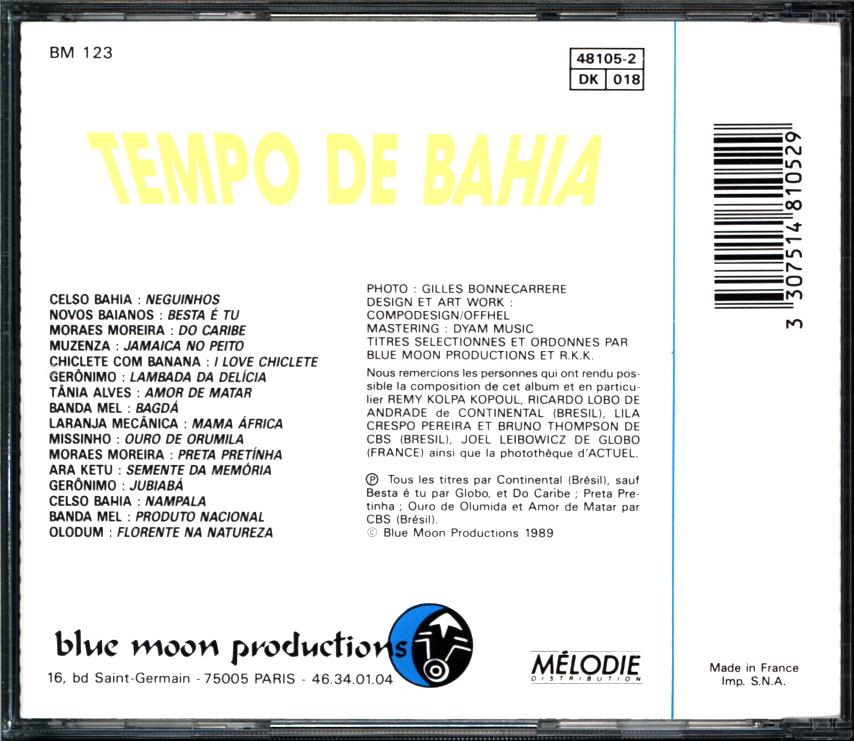 BM 123
48105-2
DK 018
TEMPO DE BAHIA
CELSO BAHIA : NEGUINHOS
NOVOS BAIANOS : BESTA É TU
MORAES MOREIRA : DO CARIBE
MUZENZA : JAMAICA NO PEITO
CHICLETE COM BANANA : I LOVE CHICLETE
GERÔNIMO : LAMBADA DA DELÍCIA
TÂNIA ALVES : AMOR DE MATAR
BANDA MEL : BAGDÁ
LARANJA MECÂNICA : MAMA ÁFRICA
MISSINHO : OURO DE ORUMILA
MORAES MOREIRA : PRETA PRETÍNHA
ARA KETU : SEMENTE DA MEMÓRIA
GERÔNIMO : JUBIABÁ
CELSO BAHIA : NAMPALA
BANDA MEL : PRODUTO NACIONAL
OLODUM : FLORENTE NA NATUREZA
PHOTO : GILLES BONNECARRERE
DESIGN ET ART WORK :
COMPODESIGN/OFFHEL
MASTERING : DYAM MUSIC
TITRES SELECTIONNES ET ORDONNES PAR
BLUE MOON PRODUCTIONS ET R.K.K.
Nous remercions les personnes qui ont rendu pos-
sible la composition de cet album et en particu-
lier REMY KOLPA KOPOUL, RICARDO LOBO DE
ANDRADE de CONTINENTAL (BRESIL), LILA
CRESPO PEREIRA ET BRUNO THOMPSON DE
CBS (BRESIL), JOEL LEIBOWICZ DE GLOBO
(FRANCE) ainsi que la photothèque d'ACTUEL.
Ⓟ Tous les titres par Continental (Brésil), sauf
Besta é tu par Globo, et Do Caribe ; Preta Pre-
tinha ; Ouro de Olumida et Amor de Matar par
CBS (Brésil).
© Blue Moon Productions 1989
blue moon productions
16, bd Saint-Germain - 75005 PARIS - 46.34.01.04
MÉLODIE
DISTRIBUTION
3 307514 810529
Made in France
Imp. S.N.A.